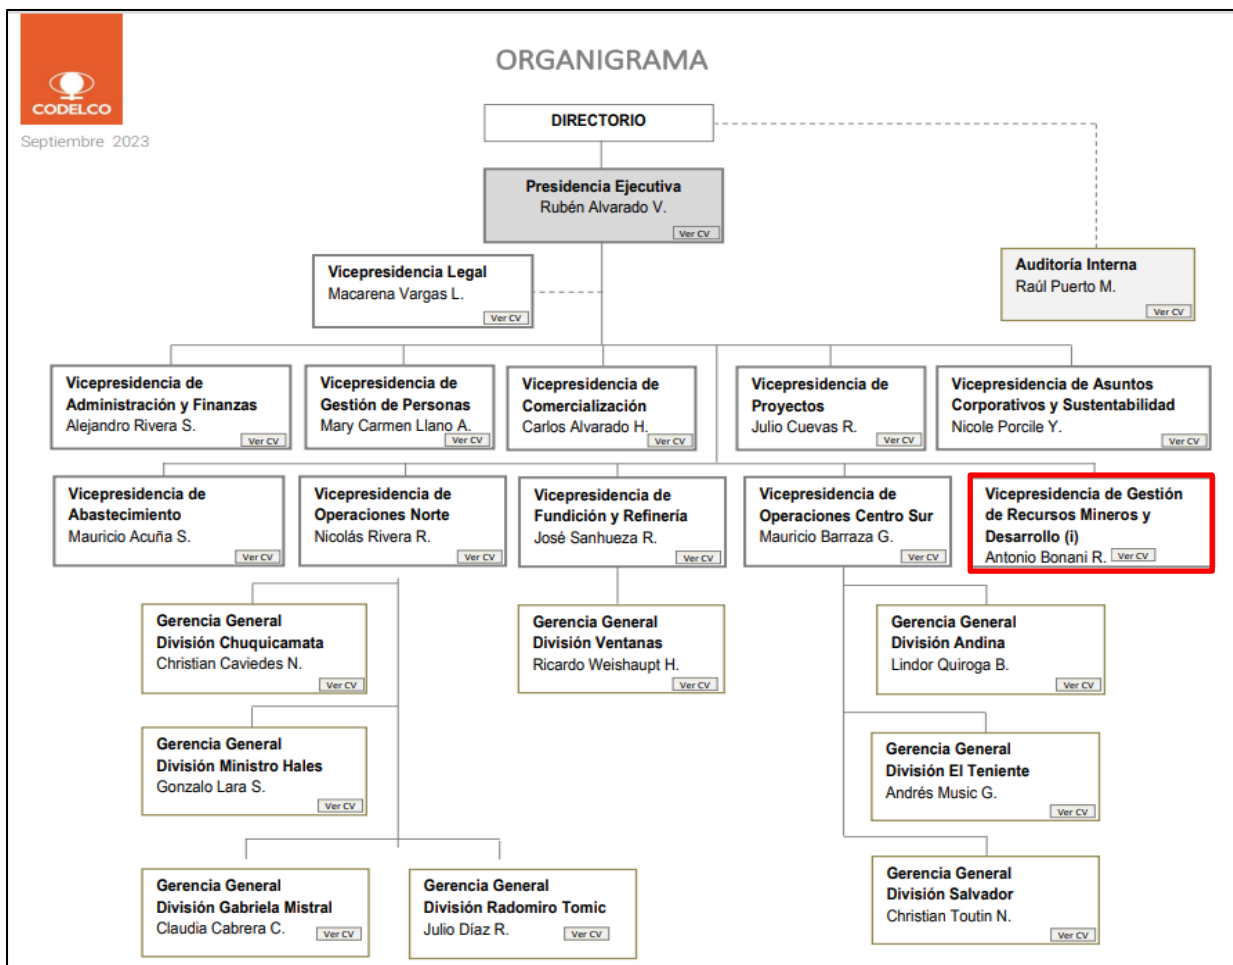 CODELCO
Septiembre 2023
ORGANIGRAMA
DIRECTORIO
Presidencia Ejecutiva
Rubén Alvarado V.
Ver CV
Vicepresidencia Legal
Macarena Vargas L.
Ver CV
Auditoría Interna
Raúl Puerto M.
Ver CV
Vicepresidencia de
Administración y Finanzas
Alejandro Rivera S.
Ver CV
Vicepresidencia de
Gestión de Personas
Mary Carmen Llano A.
Ver CV
Vicepresidencia de
Comercialización
Carlos Alvarado H.
Ver CV
Vicepresidencia de
Proyectos
Julio Cuevas R.
Ver CV
Vicepresidencia de Asuntos
Corporativos y Sustentabilidad
Nicole Porcile Y.
Ver CV
Vicepresidencia de
Abastecimiento
Mauricio Acuña S.
Ver CV
Vicepresidencia de
Operaciones Norte
Nicolás Rivera R.
Ver CV
Vicepresidencia de
Fundición y Refinería
José Sanhueza R.
Ver CV
Vicepresidencia de
Operaciones Centro Sur
Mauricio Barraza G.
Ver CV
Vicepresidencia de Gestión
de Recursos Mineros y
Desarrollo (i)
Antonio Bonani R. Ver CV
Gerencia General
División Chuquicamata
Christian Caviedes N.
Ver CV
Gerencia General
División Ventanas
Ricardo Weishaupt H.
Ver CV
Gerencia General
División Andina
Lindor Quiroga B.
Ver CV
Gerencia General
División Ministro Hales
Gonzalo Lara S.
Ver CV
Gerencia General
División El Teniente
Andrés Music G.
Ver CV
Gerencia General
División Gabriela Mistral
Claudia Cabrera C. Ver CV
Gerencia General
División Radomiro Tomic
Julio Díaz R. Ver CV
Gerencia General
División Salvador
Christian Toutin N.
Ver CV